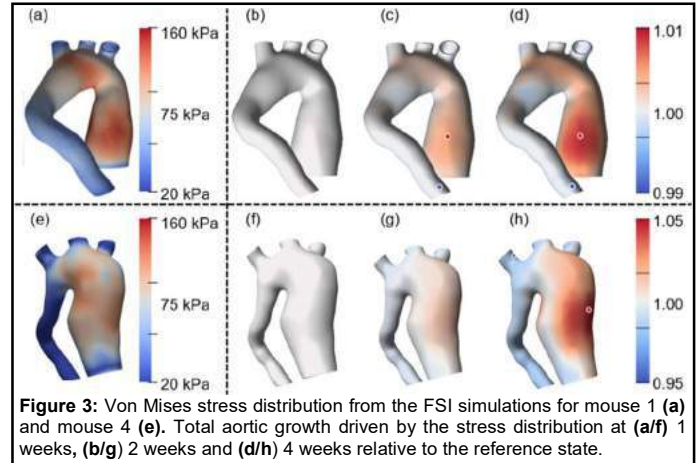 (a) 160 kPa (b) (c) (d) 1.01
75 kPa 1.00
20 kPa 0.99
(e) 160 kPa (f) (g) (h) 1.05
75 kPa 1.00
20 kPa 0.95
Figure 3: Von Mises stress distribution from the FSI simulations for mouse 1 (a)
and mouse 4 (e). Total aortic growth driven by the stress distribution at (a/f) 1
weeks, (b/g) 2 weeks and (d/h) 4 weeks relative to the reference state.